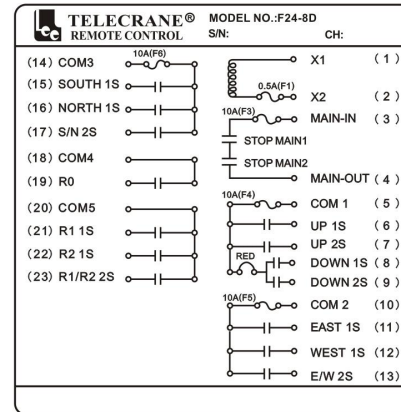 TELECRANE®
REMOTE CONTROL
MODEL NO.:F24-8D
S/N: CH:
10A(F6)
(14) COM3
(15) SOUTH 1S
(16) NORTH 1S
(17) S/N 2S
(18) COM4
(19) R0
(20) COM5
(21) R1 1S
(22) R2 1S
(23) R1/R2 2S
X1 (1)
0.5A(F1)
X2 (2)
10A(F3)
MAIN-IN (3)
STOP MAIN1
STOP MAIN2
MAIN-OUT (4)
10A(F4)
COM 1 (5)
UP 1S (6)
UP 2S (7)
RED
DOWN 1S (8)
DOWN 2S (9)
10A(F5)
COM 2 (10)
EAST 1S (11)
WEST 1S (12)
E/W 2S (13)